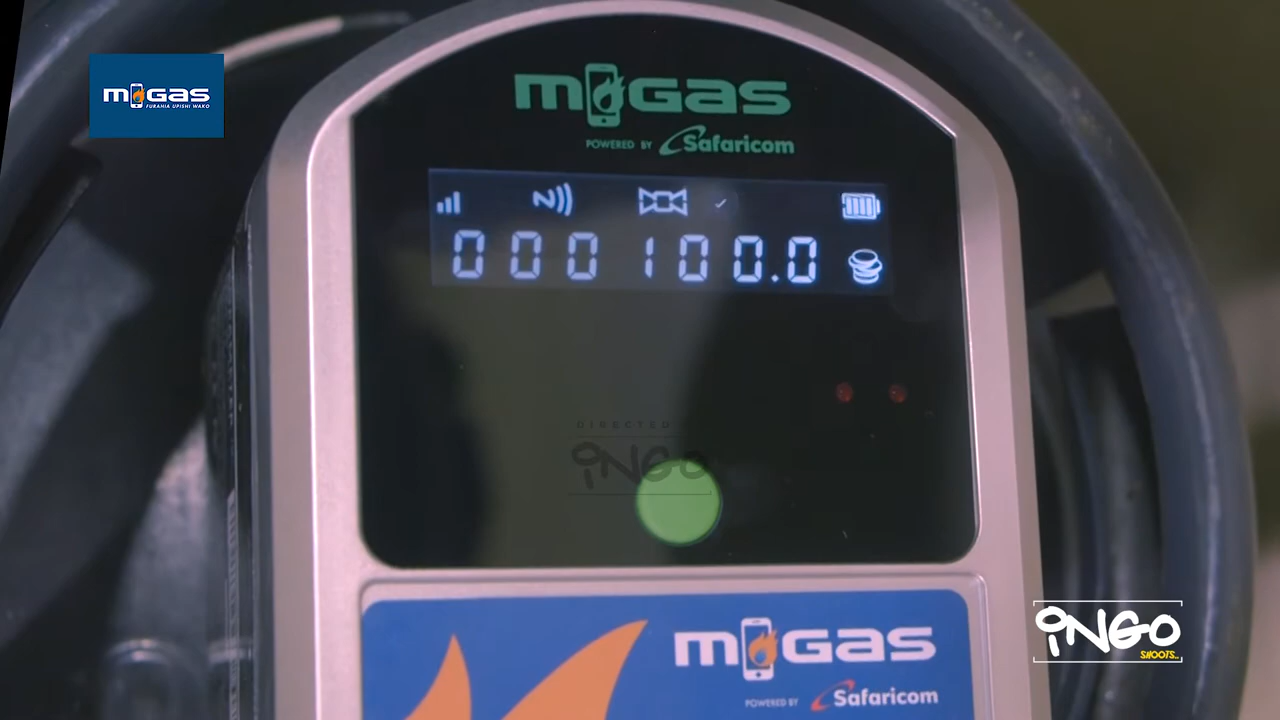 m gas
FURAHIA UPISHI WAKO
m gas
POWERED BY Safaricom
000100.0
DIRECTED
iNGO
m gas
POWERED BY Safaricom
iNGO
SHOOTS..